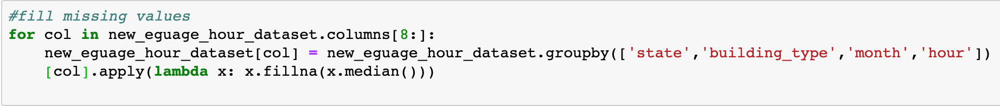 #fill missing values
for col in new_eguage_hour_dataset.columns[8:]:
    new_eguage_hour_dataset[col] = new_eguage_hour_dataset.groupby(['state','building_type','month','hour'])
    [col].apply(lambda x: x.fillna(x.median()))